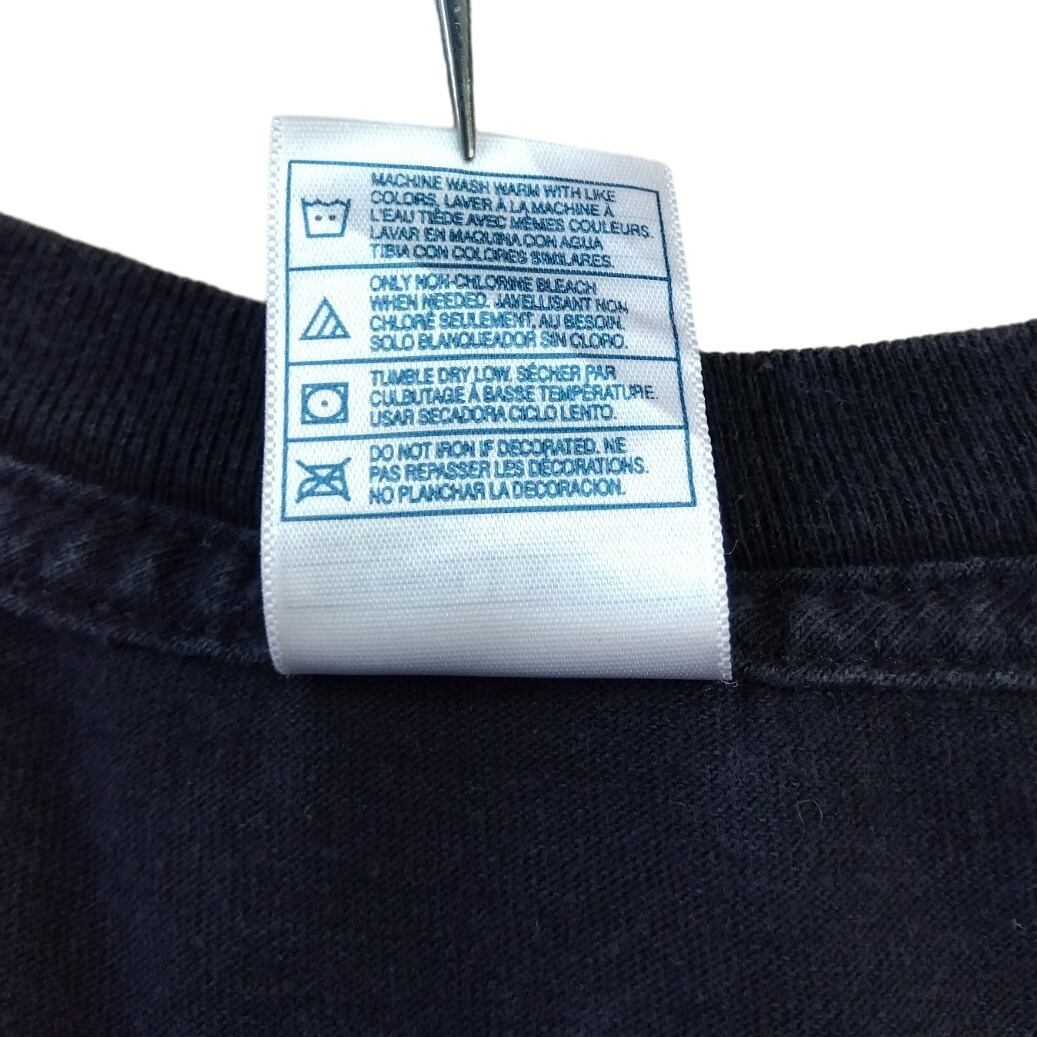 MACHINE WASH WARM WITH LIKE
COLORS, LAVER À LA MACHINE À
L'EAU TIÈDE AVEC MÊMES COULEURS.
LAVAR EN MAQUINA CON AGUA
TIBIA CON COLORES SIMILARES.
ONLY NON-CHLORINE BLEACH
WHEN NEEDED. JAVELLISANT NON
CHLORÉ SEULEMENT, AU BESOIN.
SOLO BLANQUEADOR SIN CLORO.
TUMBLE DRY LOW. SÉCHER PAR
CULBUTAGE À BASSE TEMPÉRATURE.
USAR SECADORA CICLO LENTO.
DO NOT IRON IF DECORATED. NE
PAS REPASSER LES DÉCORATIONS.
NO PLANCHAR LA DECORACION.